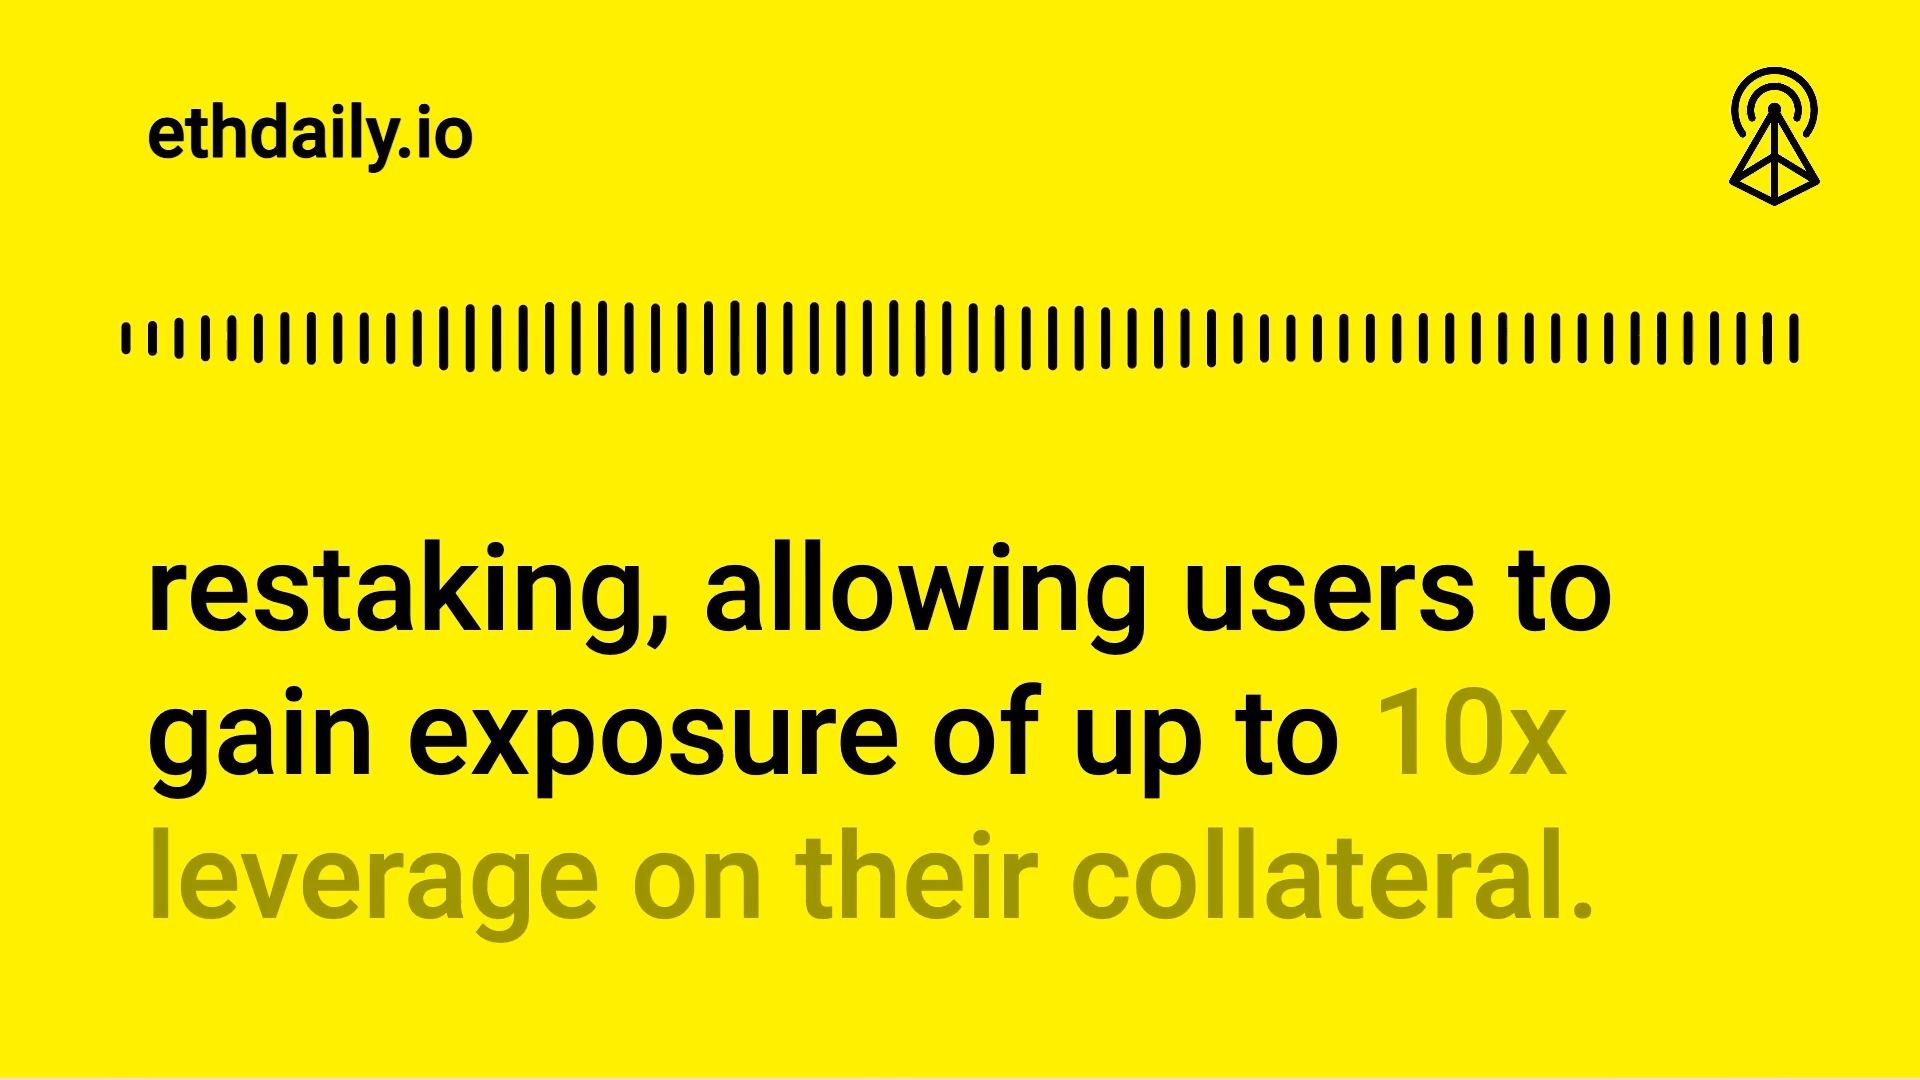 ethdaily.io
restaking, allowing users to
gain exposure of up to 10x
leverage on their collateral.